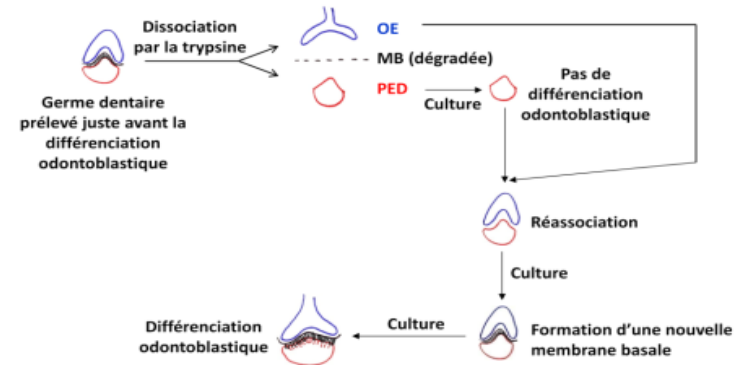 Dissociation
par la trypsine
OE
MB (dégradée)
PED
Culture
Pas de
différenciation
odontoblastique
Germe dentaire
prélevé juste avant la
différenciation
odontoblastique
Réassociation
Culture
Différenciation
odontoblastique
Culture
Formation d'une nouvelle
membrane basale